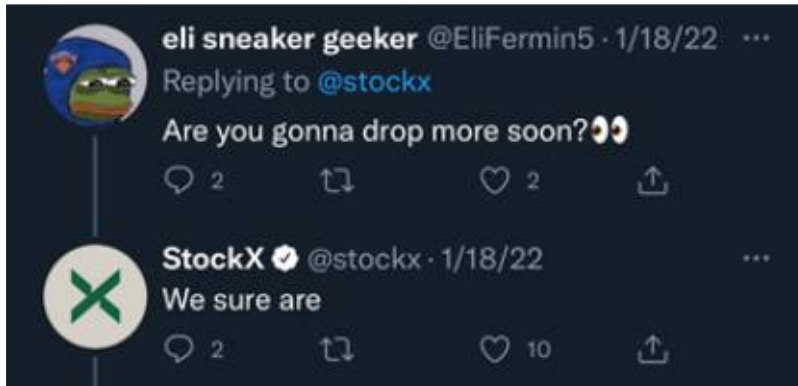 eli sneaker geeker @EliFermin5 · 1/18/22 ···
Replying to @stockx
Are you gonna drop more soon?👀
2 2
StockX @stockx · 1/18/22 ···
We sure are
2 10